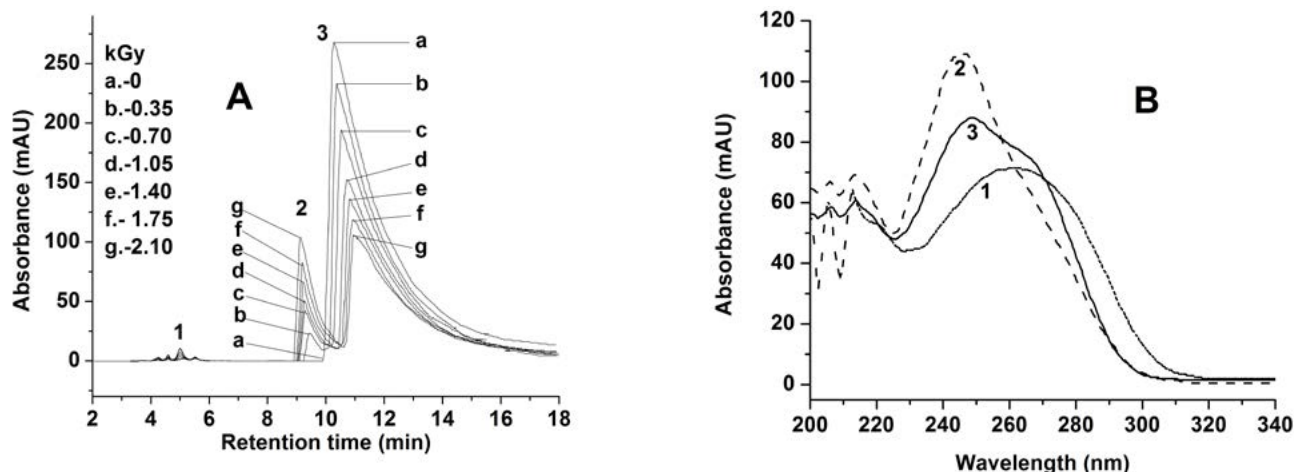 kGy
a.-0
b.-0.35
c.-0.70
d.-1.05
e.-1.40
f.- 1.75
g.-2.10
A
1
2
3
a
b
c
d
e
f
g
g
f
e
d
c
b
a
250
200
150
100
50
0
2 4 6 8 10 12 14 16 18
Absorbance (mAU)
Retention time (min)
B
2
3
1
120
100
80
60
40
20
0
200 220 240 260 280 300 320 340
Absorbance (mAU)
Wavelength (nm)